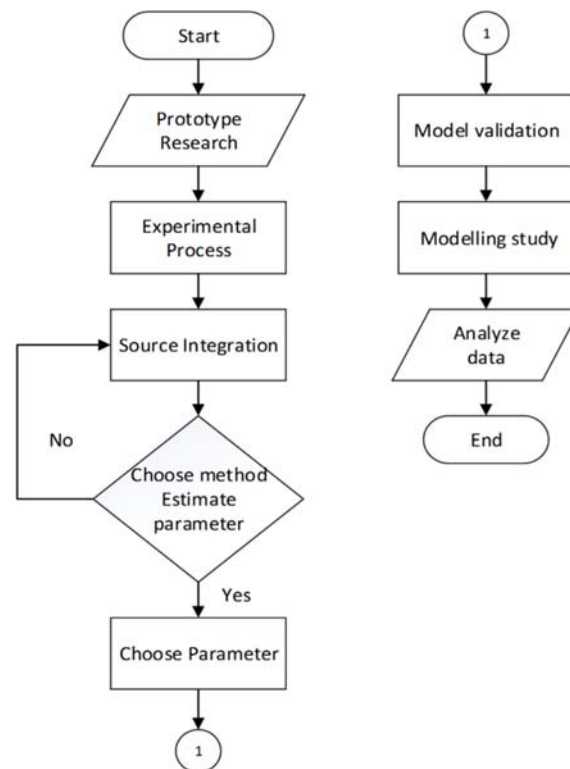 Start
Prototype
Research
Experimental
Process
Source Integration
No
Choose method
Estimate
parameter
Yes
Choose Parameter
1
1
Model validation
Modelling study
Analyze
data
End